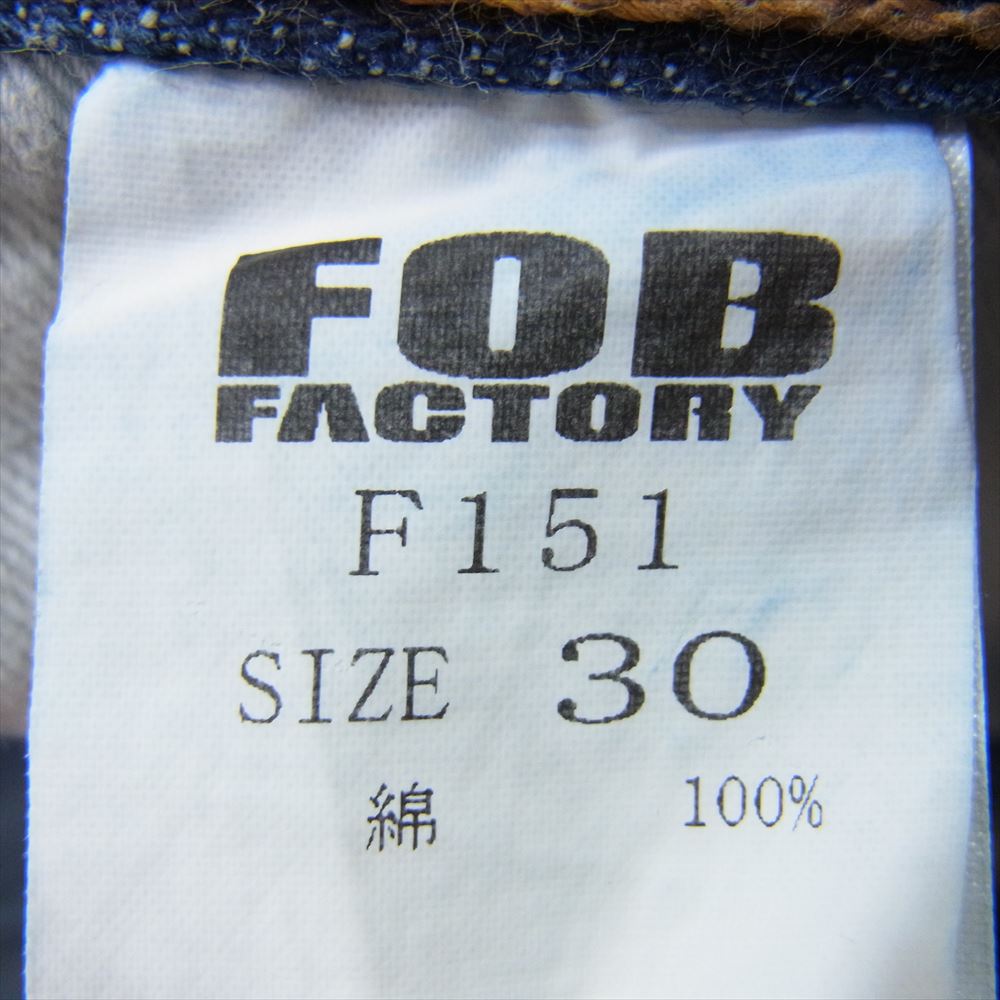 FOB
FACTORY
F151
SIZE 30
綿 100%